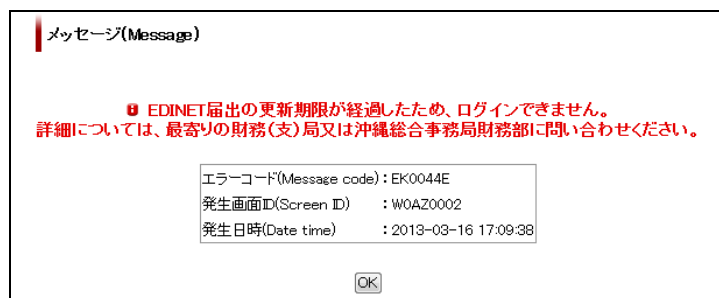 メッセージ(Message)
EDINET届出の更新期限が経過したため、ログインできません。
詳細については、最寄りの財務(支)局又は沖縄総合事務局財務部に問い合わせください。
エラーコード(Message code):EK0044E
発生画面ID(Screen ID) :W0AZ0002
発生日時(Date time) :2013-03-16 17:09:38
OK